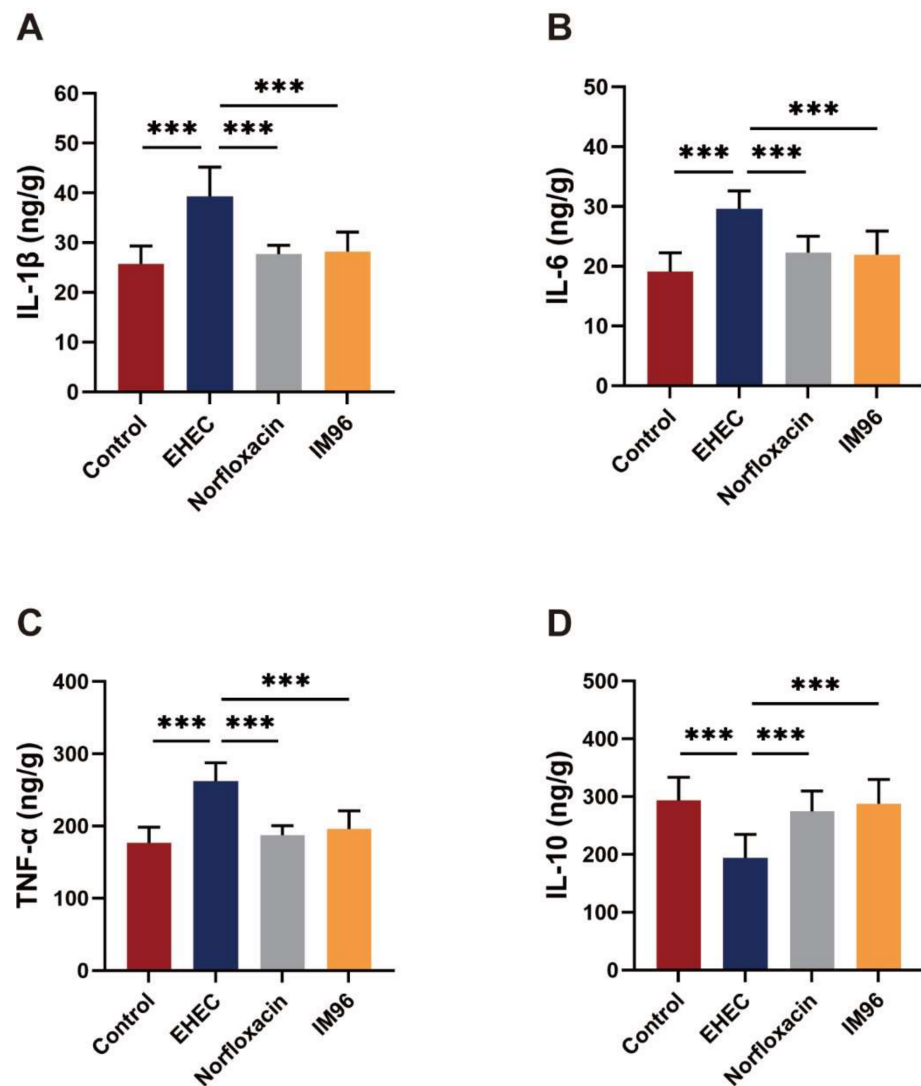 A
IL-1β (ng/g)
60
50
40
30
20
10
0
***
***
***
Control
EHEC
Norfloxacin
IM96
B
IL-6 (ng/g)
50
40
30
20
10
0
***
***
***
Control
EHEC
Norfloxacin
IM96
C
TNF-α (ng/g)
400
300
200
100
0
***
***
***
Control
EHEC
Norfloxacin
IM96
D
IL-10 (ng/g)
500
400
300
200
100
0
***
***
***
Control
EHEC
Norfloxacin
IM96